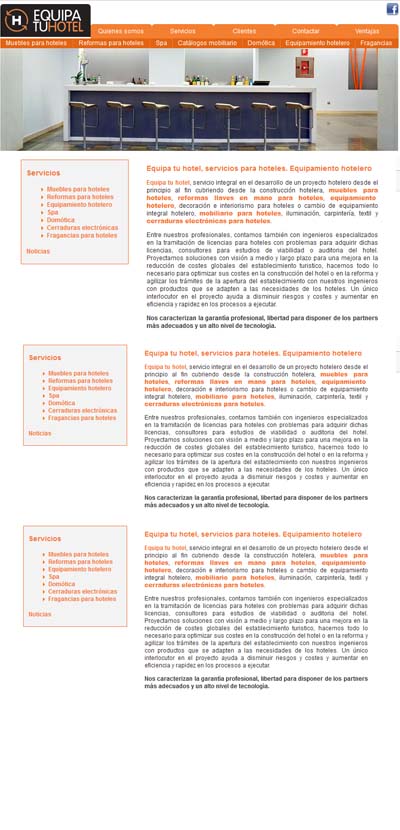 EQUIPA
TUHOTEL
Quienes somos Servicios Clientes Contactar Ventajas
Muebles para hoteles Reformas para hoteles Spa Catálogos mobiliario Domótica Equipamiento hotelero Fragancias
Servicios
Muebles para hoteles
Reformas para hoteles
Equipamiento hotelero
Spa
Domótica
Cerraduras electrónicas
Fragancias para hoteles
Noticias
Equipa tu hotel, servicios para hoteles. Equipamiento hotelero
Equipa tu hotel, servicio integral en el desarrollo de un proyecto hotelero desde el
principio al fin cubriendo desde la construcción hotelera, muebles para
hoteles, reformas llaves en mano para hoteles, equipamiento
hotelero, decoración e interiorismo para hoteles o cambio de equipamiento
integral hotelero, mobiliario para hoteles, iluminación, carpintería, textil y
cerraduras electrónicas para hoteles.
Entre nuestros profesionales, contamos también con ingenieros especializados
en la tramitación de licencias para hoteles con problemas para adquirir dichas
licencias, consultores para estudios de viabilidad o auditoria del hotel.
Proyectamos soluciones con visión a medio y largo plazo para una mejora en la
reducción de costes globales del establecimiento turístico, hacemos todo lo
necesario para optimizar sus costes en la construcción del hotel o en la reforma y
agilizar los trámites de la apertura del establecimiento con nuestros ingenieros
con productos que se adapten a las necesidades de los hoteles. Un único
interlocutor en el proyecto ayuda a disminuir riesgos y costes y aumentar en
eficiencia y rapidez en los procesos a ejecutar.
Nos caracterizan la garantía profesional, libertad para disponer de los partners
más adecuados y un alto nivel de tecnología.
Servicios
Muebles para hoteles
Reformas para hoteles
Equipamiento hotelero
Spa
Domótica
Cerraduras electrónicas
Fragancias para hoteles
Noticias
Equipa tu hotel, servicios para hoteles. Equipamiento hotelero
Equipa tu hotel, servicio integral en el desarrollo de un proyecto hotelero desde el
principio al fin cubriendo desde la construcción hotelera, muebles para
hoteles, reformas llaves en mano para hoteles, equipamiento
hotelero, decoración e interiorismo para hoteles o cambio de equipamiento
integral hotelero, mobiliario para hoteles, iluminación, carpintería, textil y
cerraduras electrónicas para hoteles.
Entre nuestros profesionales, contamos también con ingenieros especializados
en la tramitación de licencias para hoteles con problemas para adquirir dichas
licencias, consultores para estudios de viabilidad o auditoria del hotel.
Proyectamos soluciones con visión a medio y largo plazo para una mejora en la
reducción de costes globales del establecimiento turístico, hacemos todo lo
necesario para optimizar sus costes en la construcción del hotel o en la reforma y
agilizar los trámites de la apertura del establecimiento con nuestros ingenieros
con productos que se adapten a las necesidades de los hoteles. Un único
interlocutor en el proyecto ayuda a disminuir riesgos y costes y aumentar en
eficiencia y rapidez en los procesos a ejecutar.
Nos caracterizan la garantía profesional, libertad para disponer de los partners
más adecuados y un alto nivel de tecnología.
Servicios
Muebles para hoteles
Reformas para hoteles
Equipamiento hotelero
Spa
Domótica
Cerraduras electrónicas
Fragancias para hoteles
Noticias
Equipa tu hotel, servicios para hoteles. Equipamiento hotelero
Equipa tu hotel, servicio integral en el desarrollo de un proyecto hotelero desde el
principio al fin cubriendo desde la construcción hotelera, muebles para
hoteles, reformas llaves en mano para hoteles, equipamiento
hotelero, decoración e interiorismo para hoteles o cambio de equipamiento
integral hotelero, mobiliario para hoteles, iluminación, carpintería, textil y
cerraduras electrónicas para hoteles.
Entre nuestros profesionales, contamos también con ingenieros especializados
en la tramitación de licencias para hoteles con problemas para adquirir dichas
licencias, consultores para estudios de viabilidad o auditoria del hotel.
Proyectamos soluciones con visión a medio y largo plazo para una mejora en la
reducción de costes globales del establecimiento turístico, hacemos todo lo
necesario para optimizar sus costes en la construcción del hotel o en la reforma y
agilizar los trámites de la apertura del establecimiento con nuestros ingenieros
con productos que se adapten a las necesidades de los hoteles. Un único
interlocutor en el proyecto ayuda a disminuir riesgos y costes y aumentar en
eficiencia y rapidez en los procesos a ejecutar.
Nos caracterizan la garantía profesional, libertad para disponer de los partners
más adecuados y un alto nivel de tecnología.